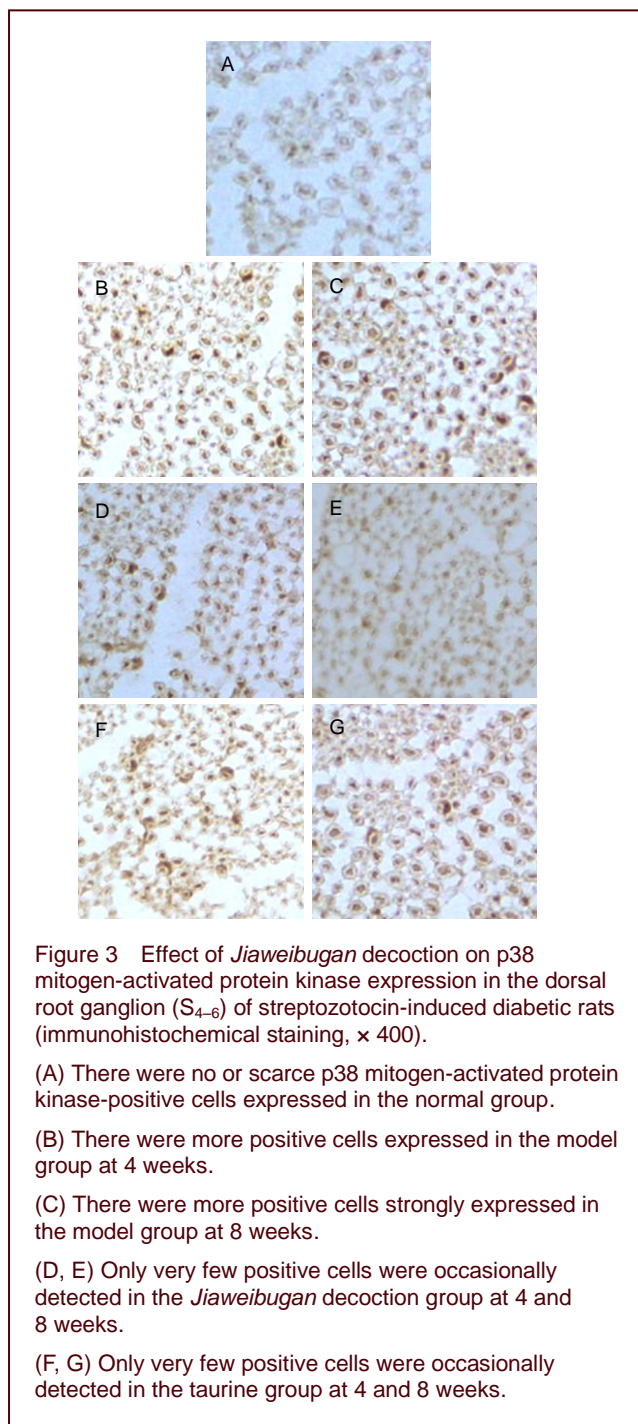 A
B
C
D
E
F
G
Figure 3 Effect of Jiaweibugan decoction on p38
mitogen-activated protein kinase expression in the dorsal
root ganglion (S4–6) of streptozotocin-induced diabetic rats
(immunohistochemical staining, × 400).
(A) There were no or scarce p38 mitogen-activated protein
kinase-positive cells expressed in the normal group.
(B) There were more positive cells expressed in the model
group at 4 weeks.
(C) There were more positive cells strongly expressed in
the model group at 8 weeks.
(D, E) Only very few positive cells were occasionally
detected in the Jiaweibugan decoction group at 4 and
8 weeks.
(F, G) Only very few positive cells were occasionally
detected in the taurine group at 4 and 8 weeks.